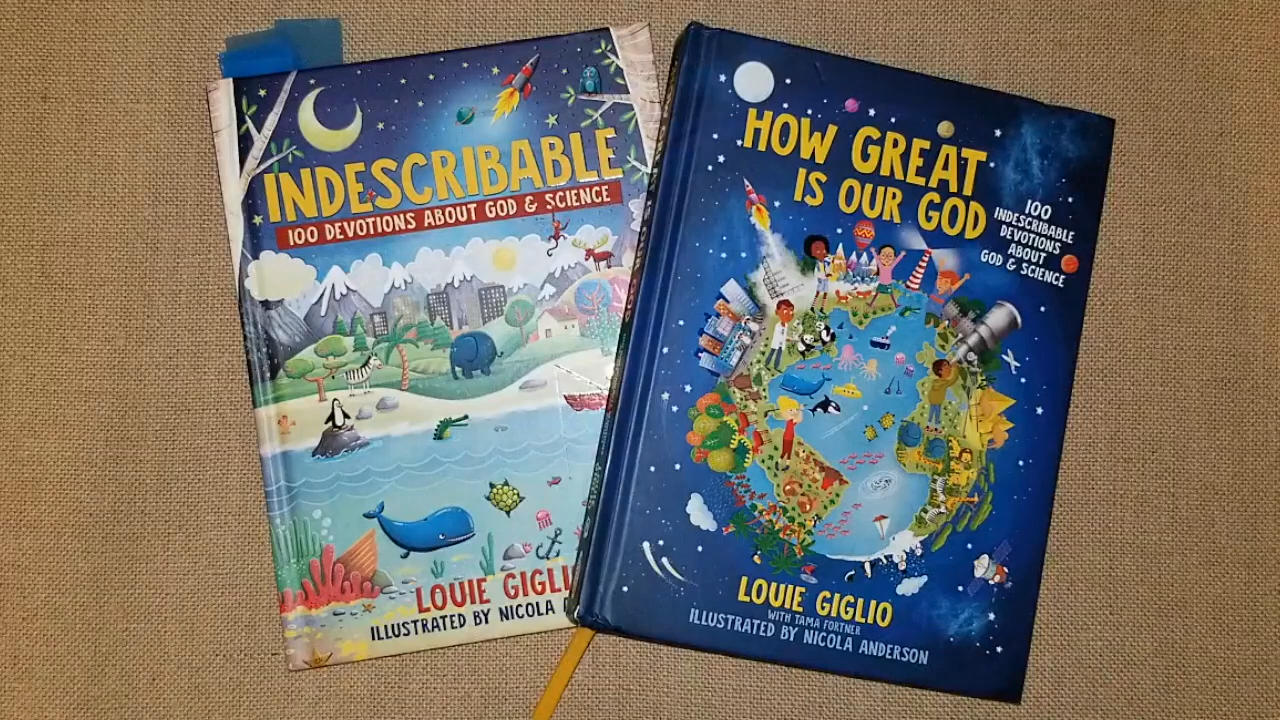 INDESCRIBABLE
100 DEVOTIONS ABOUT GOD & SCIENCE
LOUIE GIGLI
ILLUSTRATED BY NICOLA
HOW GREAT
IS OUR GOD
100
INDESCRIBABLE
DEVOTIONS
ABOUT
GOD & SCIENCE
LOUIE GIGLIO
WITH TAMA FORTNER
ILLUSTRATED BY NICOLA ANDERSON